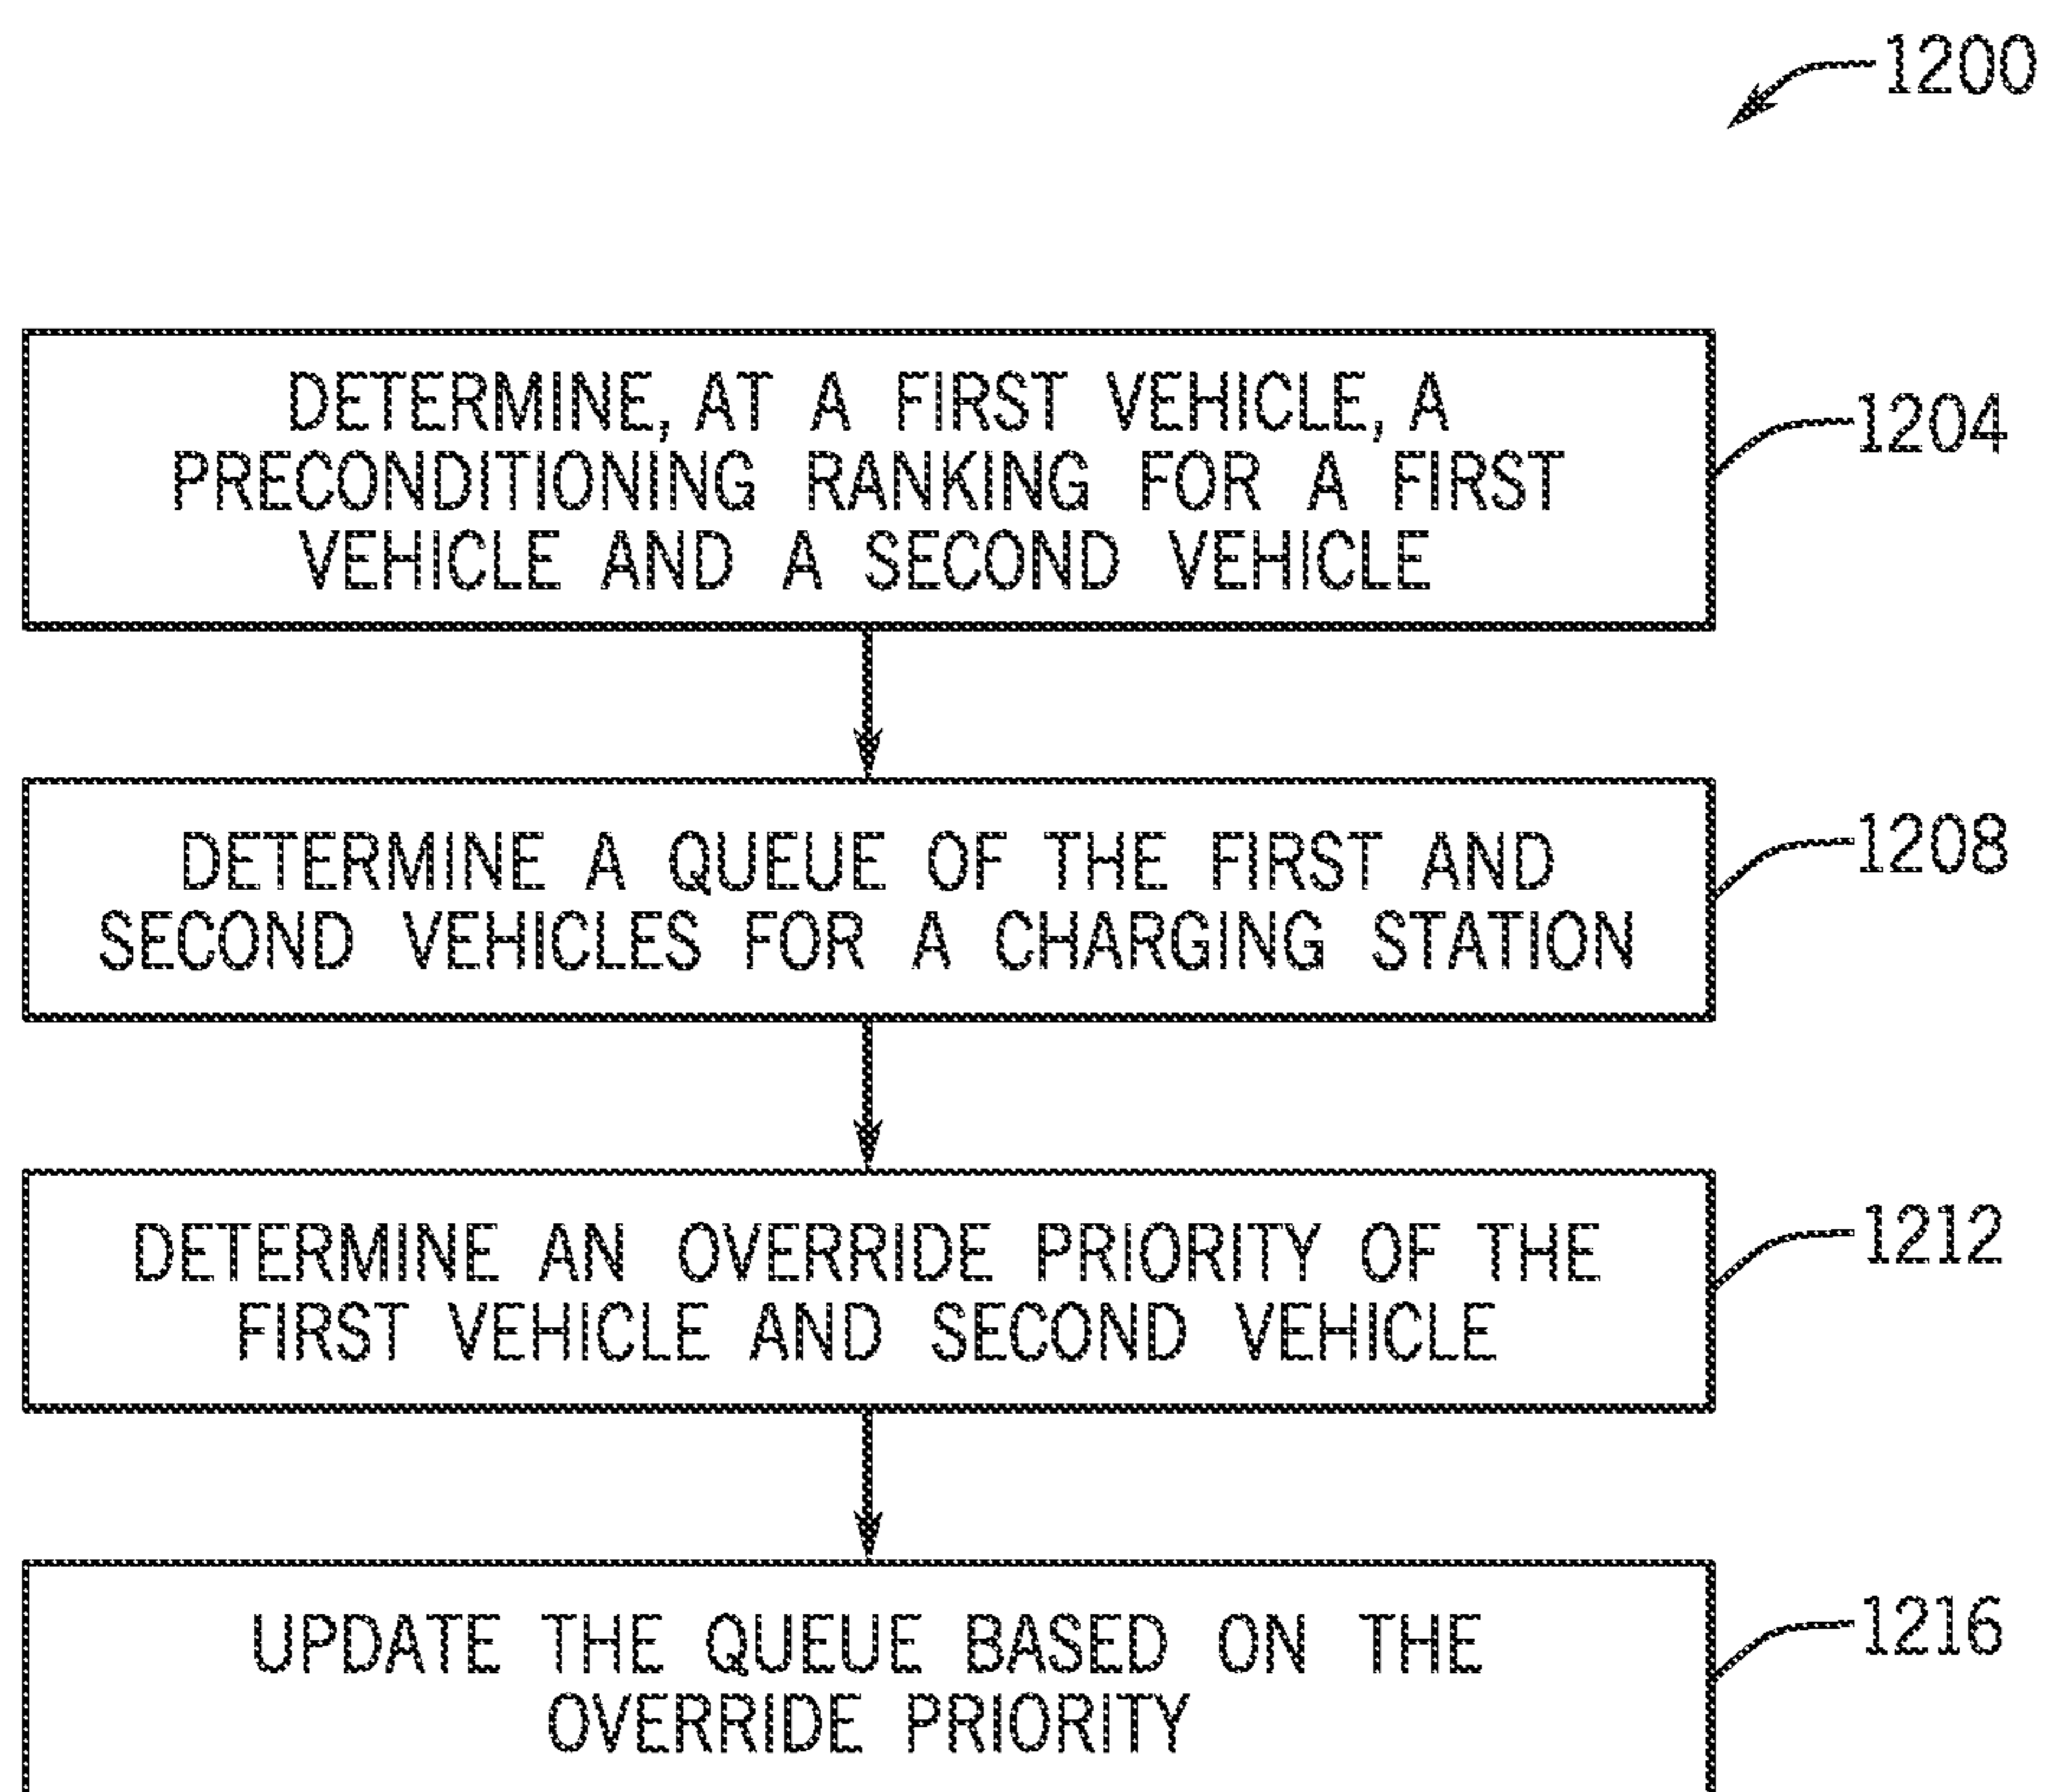 1200
DETERMINE, AT A FIRST VEHICLE, A
PRECONDITIONING RANKING FOR A FIRST
VEHICLE AND A SECOND VEHICLE
1204
DETERMINE A QUEUE OF THE FIRST AND
SECOND VEHICLES FOR A CHARGING STATION
1208
DETERMINE AN OVERRIDE PRIORITY OF THE
FIRST VEHICLE AND SECOND VEHICLE
1212
UPDATE THE QUEUE BASED ON THE
OVERRIDE PRIORITY
1216